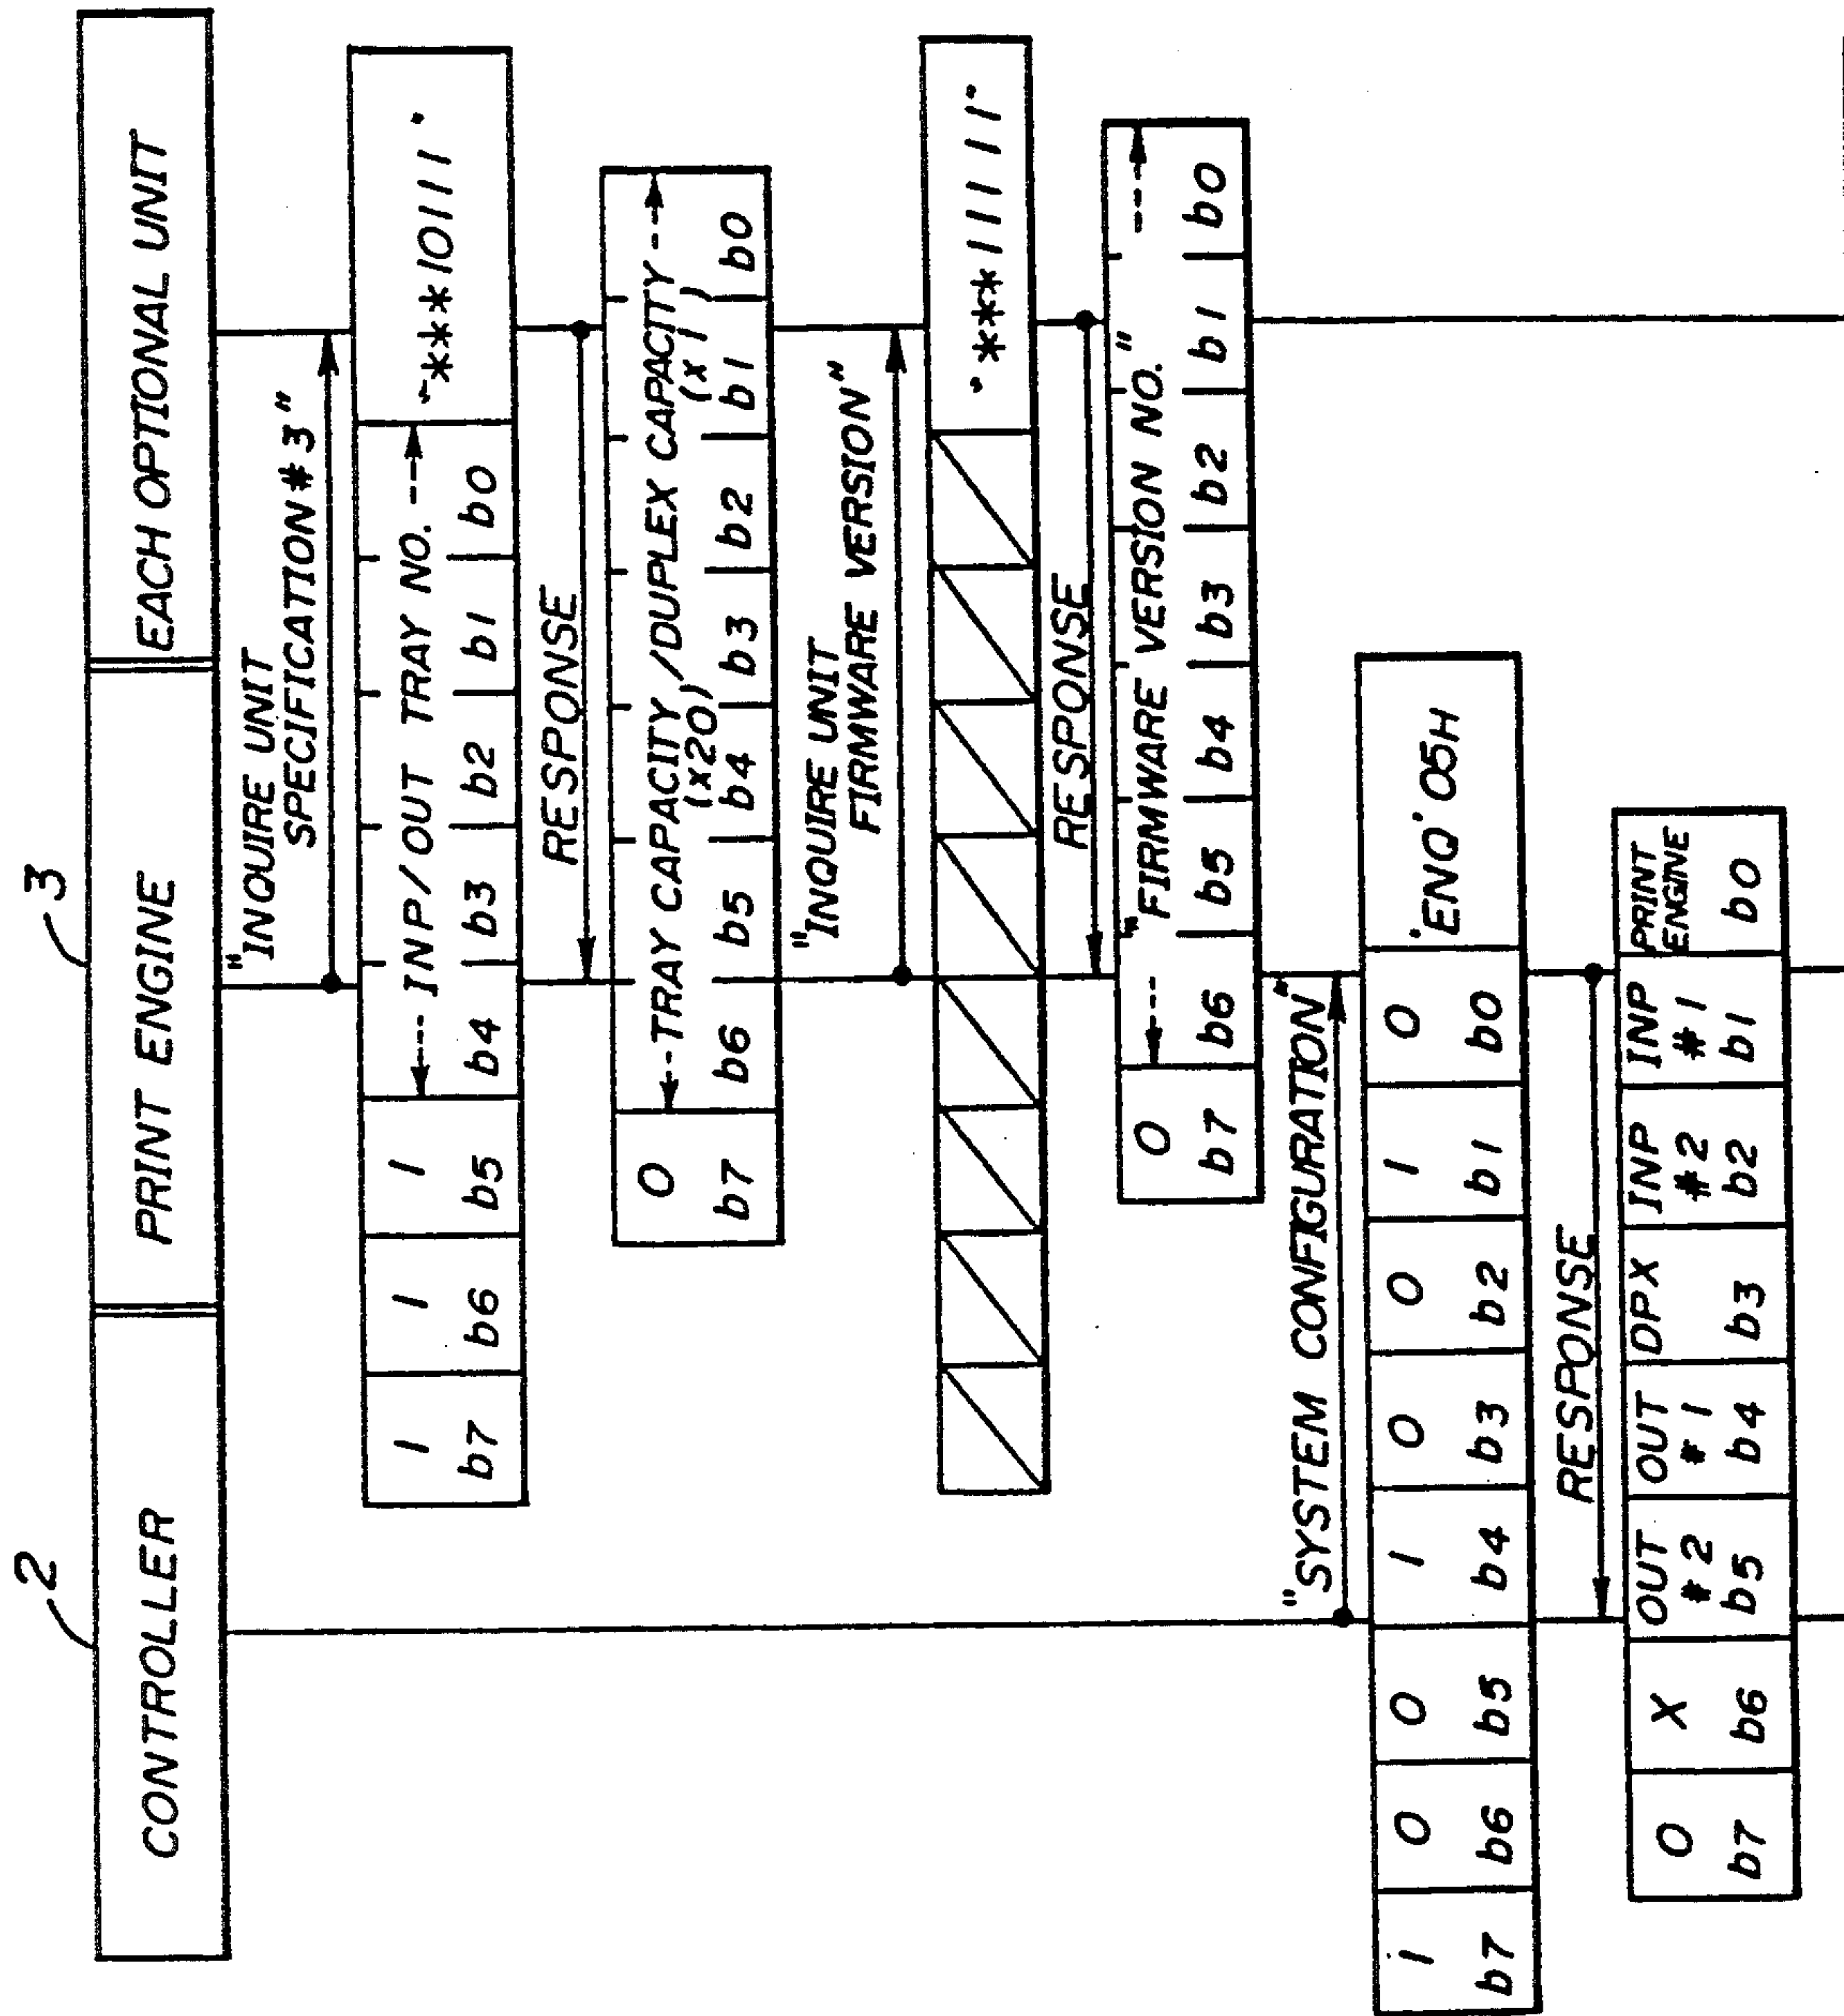 2
3
CONTROLLER
PRINT ENGINE
EACH OPTIONAL UNIT
"INQUIRE UNIT
SPECIFICATION #3"
1 1 1 <--- INP/OUT TRAY NO. ---> "***10111"
b7 b6 b5 b4 b3 b2 b1 b0
RESPONSE
0 <--TRAY CAPACITY/DUPLEX CAPACITY-->
(x20) (x1)
b7 b6 b5 b4 b3 b2 b1 b0
"INQUIRE UNIT
FIRMWARE VERSION"
"***11111"
RESPONSE
0 <--- "FIRMWARE VERSION NO." --->
b7 b6 b5 b4 b3 b2 b1 b0
"SYSTEM CONFIGURATION"
1 0 0 1 0 0 1 0 'ENQ' 05H
b7 b6 b5 b4 b3 b2 b1 b0
RESPONSE
0 X OUT OUT DPX INP INP PRINT
#2 #1 #2 #1 ENGINE
b7 b6 b5 b4 b3 b2 b1 b0